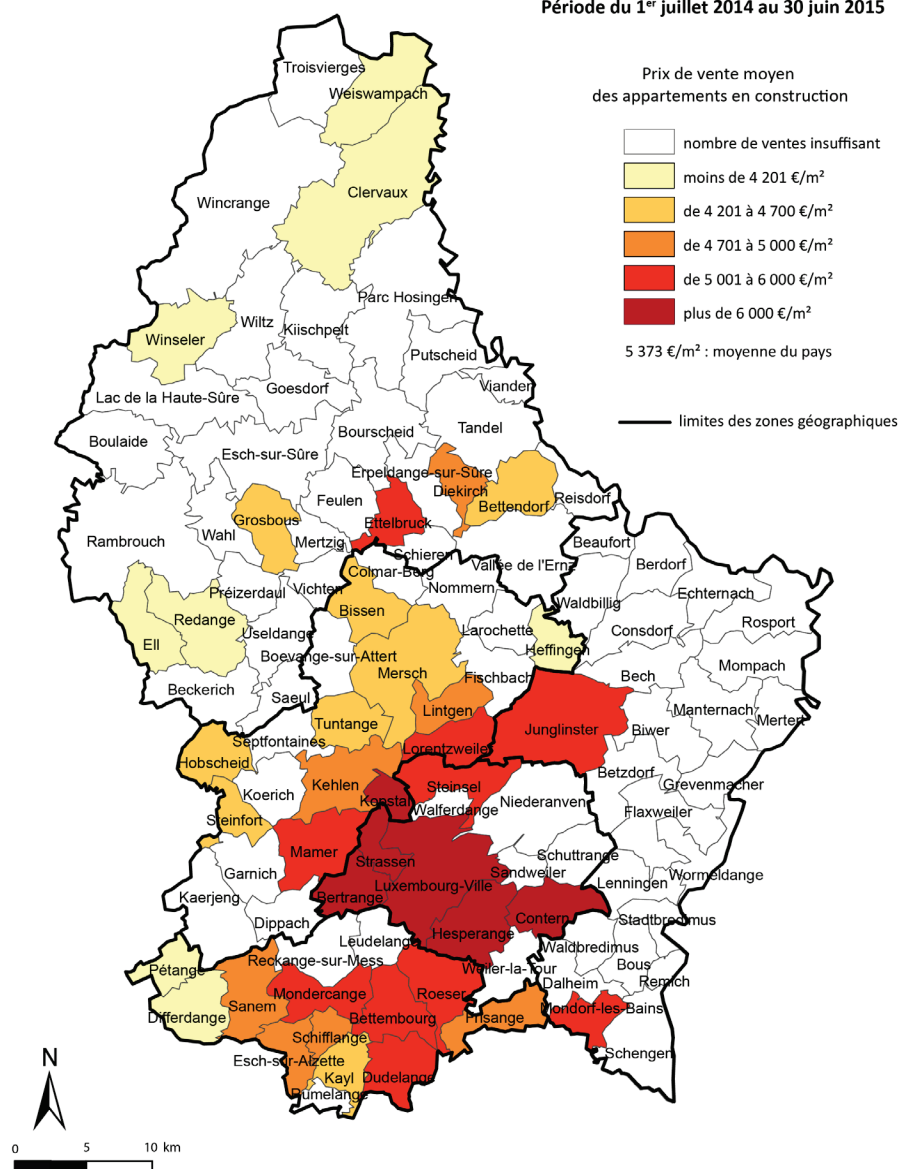 Période du 1er juillet 2014 au 30 juin 2015
Prix de vente moyen
des appartements en construction
nombre de ventes insuffisant
moins de 4 201 €/m²
de 4 201 à 4 700 €/m²
de 4 701 à 5 000 €/m²
de 5 001 à 6 000 €/m²
plus de 6 000 €/m²
5 373 €/m² : moyenne du pays
limites des zones géographiques
Troisvierges
Weiswampach
Clervaux
Wincrange
Parc Hosingen
Wiltz
Kiischpelt
Winseler
Putscheid
Goesdorf
Vianden
Lac de la Haute-Sûre
Tandel
Bourscheid
Boulaide
Esch-sur-Sûre
Erpeldange-sur-Sûre
Diekirch
Feulen
Reisdorf
Bettendorf
Grosbous
Ettelbruck
Wahl
Rambrouch
Mertzig
Beaufort
Schieren
Vallée de l'Ernz
Berdorf
Colmar-Berg
Nommern
Vichten
Préizerdaul
Echternach
Waldbillig
Bissen
Redange
Rosport
Larochette
Consdorf
Useldange
Ell
Heffingen
Boevange-sur-Attert
Mompach
Mersch
Fischbach
Bech
Beckerich
Saeul
Lintgen
Manternach
Mertert
Tuntange
Junglinster
Biwer
Septfontaines
Lorentzweiler
Hobscheid
Betzdorf
Kehlen
Steinsel
Grevenmacher
Koerich
Kopstal
Niederanven
Walferdange
Flaxweiler
Steinfort
Mamer
Schuttrange
Strassen
Garnich
Sandweiler
Wormeldange
Lenningen
Luxembourg-Ville
Kaerjeng
Bertrange
Contern
Stadtbredimus
Dippach
Hesperange
Leudelange
Waldbredimus
Reckange-sur-Mess
Weiler-la-Tour
Bous
Pétange
Remich
Dalheim
Mondercange
Roeser
Sanem
Mondorf-les-Bains
Differdange
Bettembourg
Frisange
Schifflange
Schengen
Esch-sur-Alzette
Kayl
Dudelange
Rumelange
N
0 5 10 km